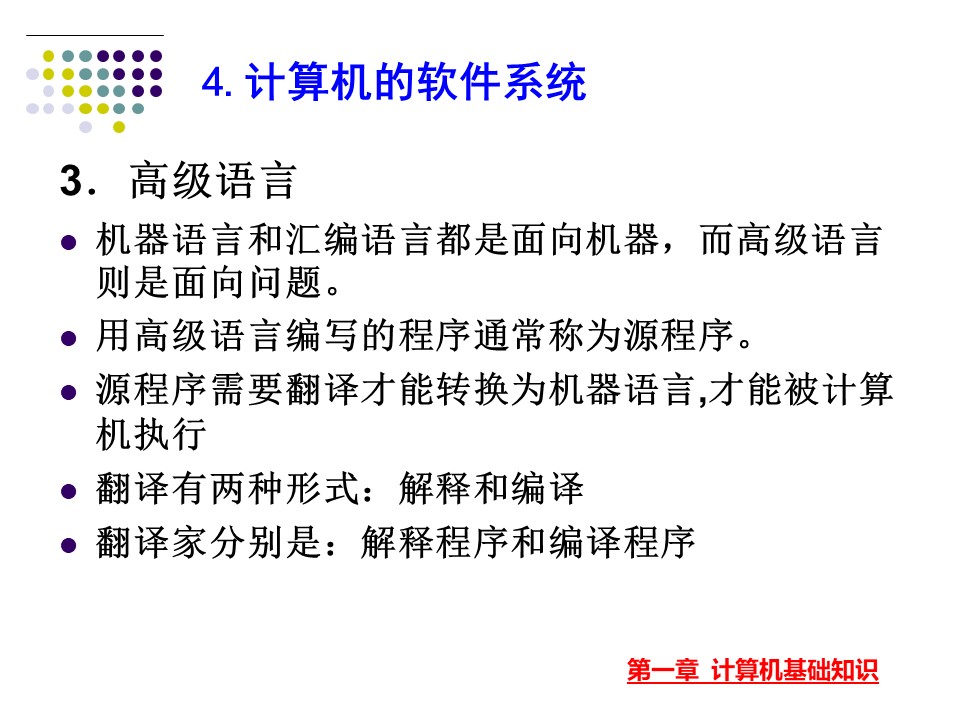 4.计算机的软件系统
3．高级语言
机器语言和汇编语言都是面向机器，而高级语言
则是面向问题。
用高级语言编写的程序通常称为源程序。
源程序需要翻译才能转换为机器语言,才能被计算
机执行
翻译有两种形式：解释和编译
翻译家分别是：解释程序和编译程序
第一章 计算机基础知识